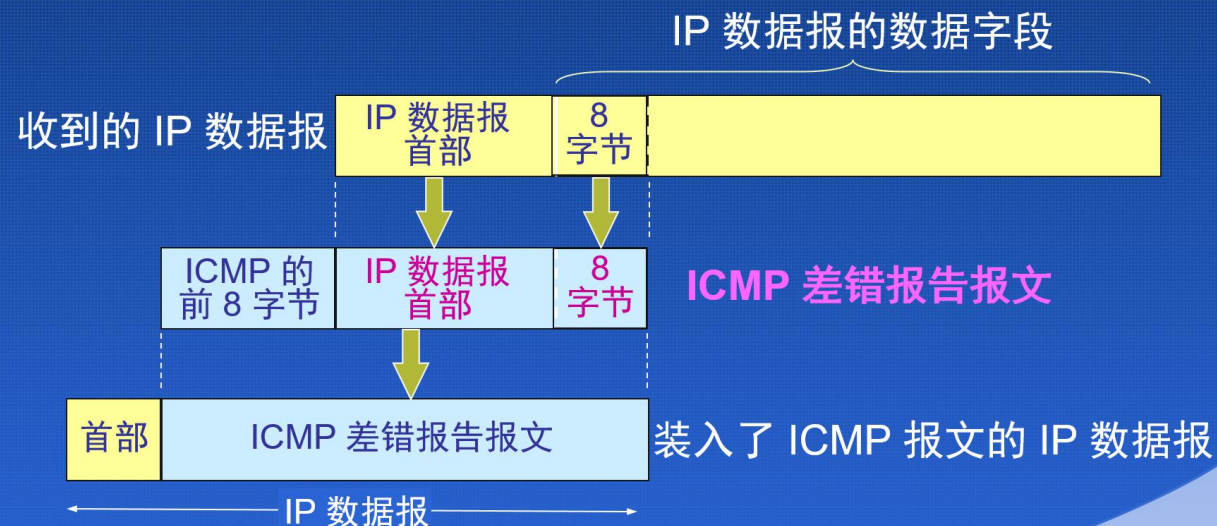 IP 数据报的数据字段
收到的 IP 数据报
IP 数据报
首部
8
字节
ICMP 的
前 8 字节
IP 数据报
首部
8
字节
ICMP 差错报告报文
首部
ICMP 差错报告报文
装入了 ICMP 报文的 IP 数据报
IP 数据报